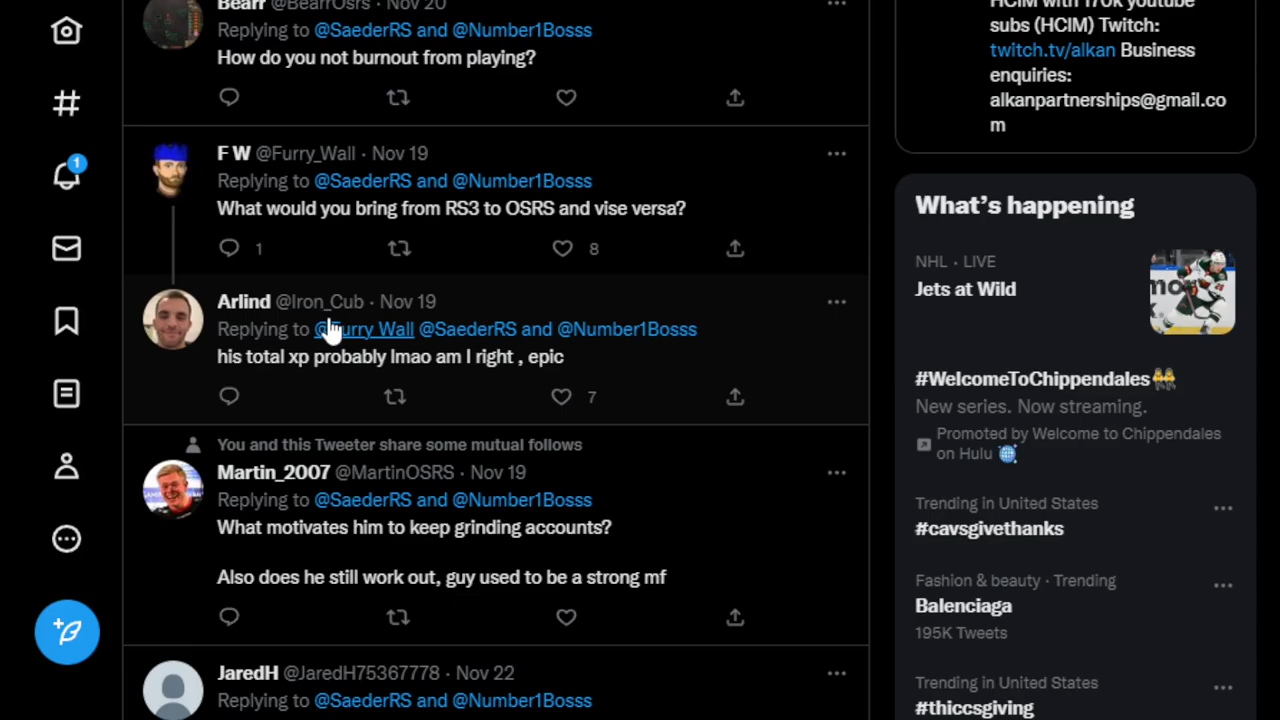 Bearr @BearrOsrs · Nov 20
Replying to @SaederRS and @Number1Bosss
How do you not burnout from playing?
F W @Furry_Wall · Nov 19
Replying to @SaederRS and @Number1Bosss
What would you bring from RS3 to OSRS and vise versa?
1 8
Arlind @Iron_Cub · Nov 19
Replying to @Furry_Wall @SaederRS and @Number1Bosss
his total xp probably lmao am I right , epic
7
You and this Tweeter share some mutual follows
Martin_2007 @MartinOSRS · Nov 19
Replying to @SaederRS and @Number1Bosss
What motivates him to keep grinding accounts?
Also does he still work out, guy used to be a strong mf
JaredH @JaredH75367778 · Nov 22
Replying to @SaederRS and @Number1Bosss
1
HCIM with 170k youtube
subs (HCIM) Twitch:
twitch.tv/alkan Business
enquiries:
alkanpartnerships@gmail.co
m
What's happening
NHL · LIVE
Jets at Wild
#WelcomeToChippendales
New series. Now streaming.
Promoted by Welcome to Chippendales
on Hulu
Trending in United States
#cavsgivethanks
Fashion & beauty · Trending
Balenciaga
195K Tweets
Trending in United States
#thiccsgiving